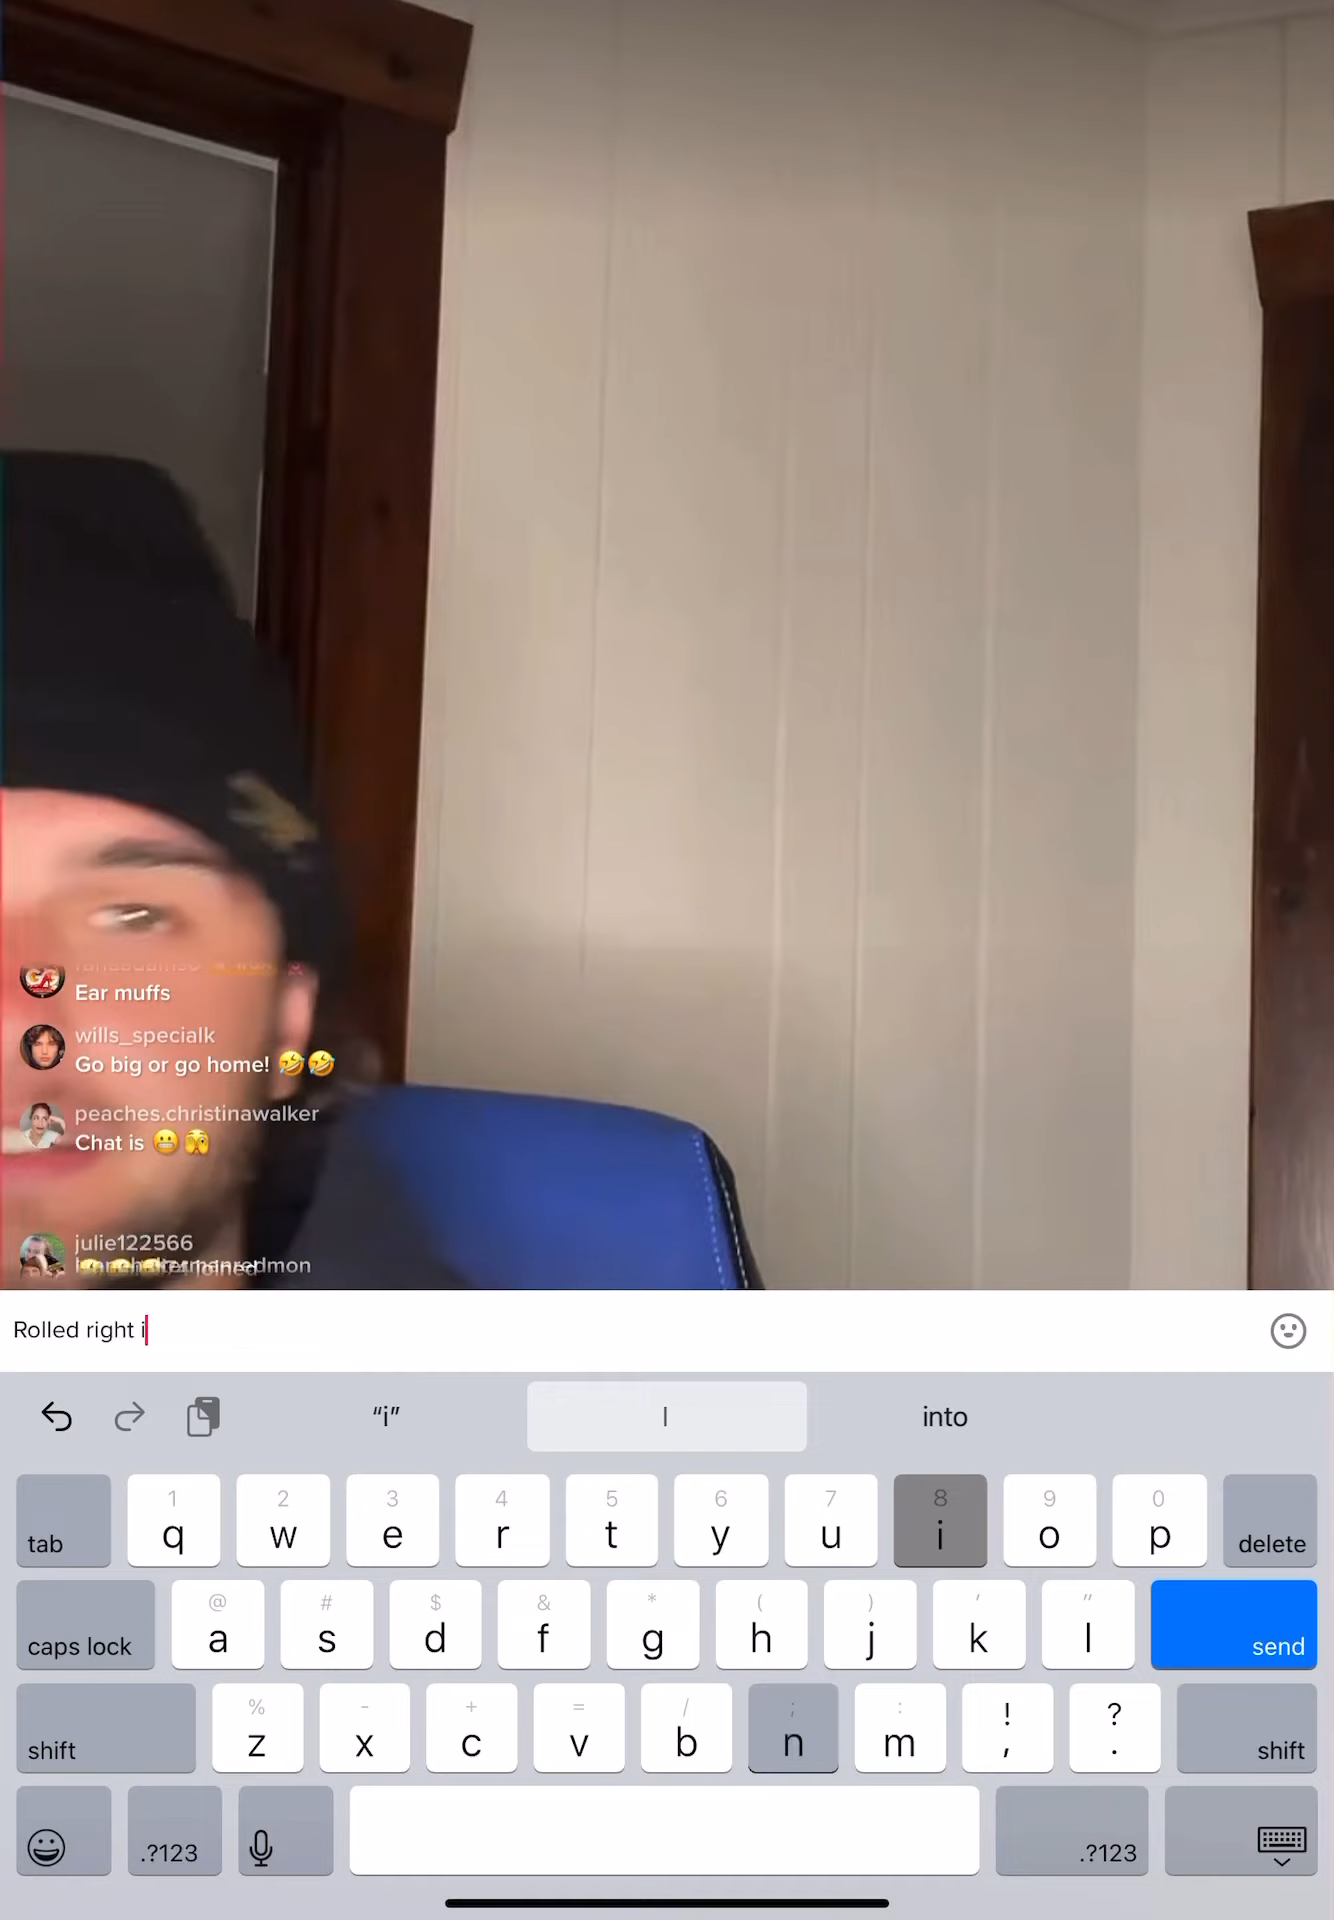 Ear muffs
wills_specialk
Go big or go home! 🤣🤣
peaches.christinawalker
Chat is 😬🫣
julie122566
joined
Rolled right i
“i”
I
into
1 2 3 4 5 6 7 8 9 0
tab q w e r t y u i o p delete
@ # $ & * ( ) ' "
caps lock a s d f g h j k l send
% - + = / ; : ! ?
shift z x c v b n m , . shift
.?123 .?123